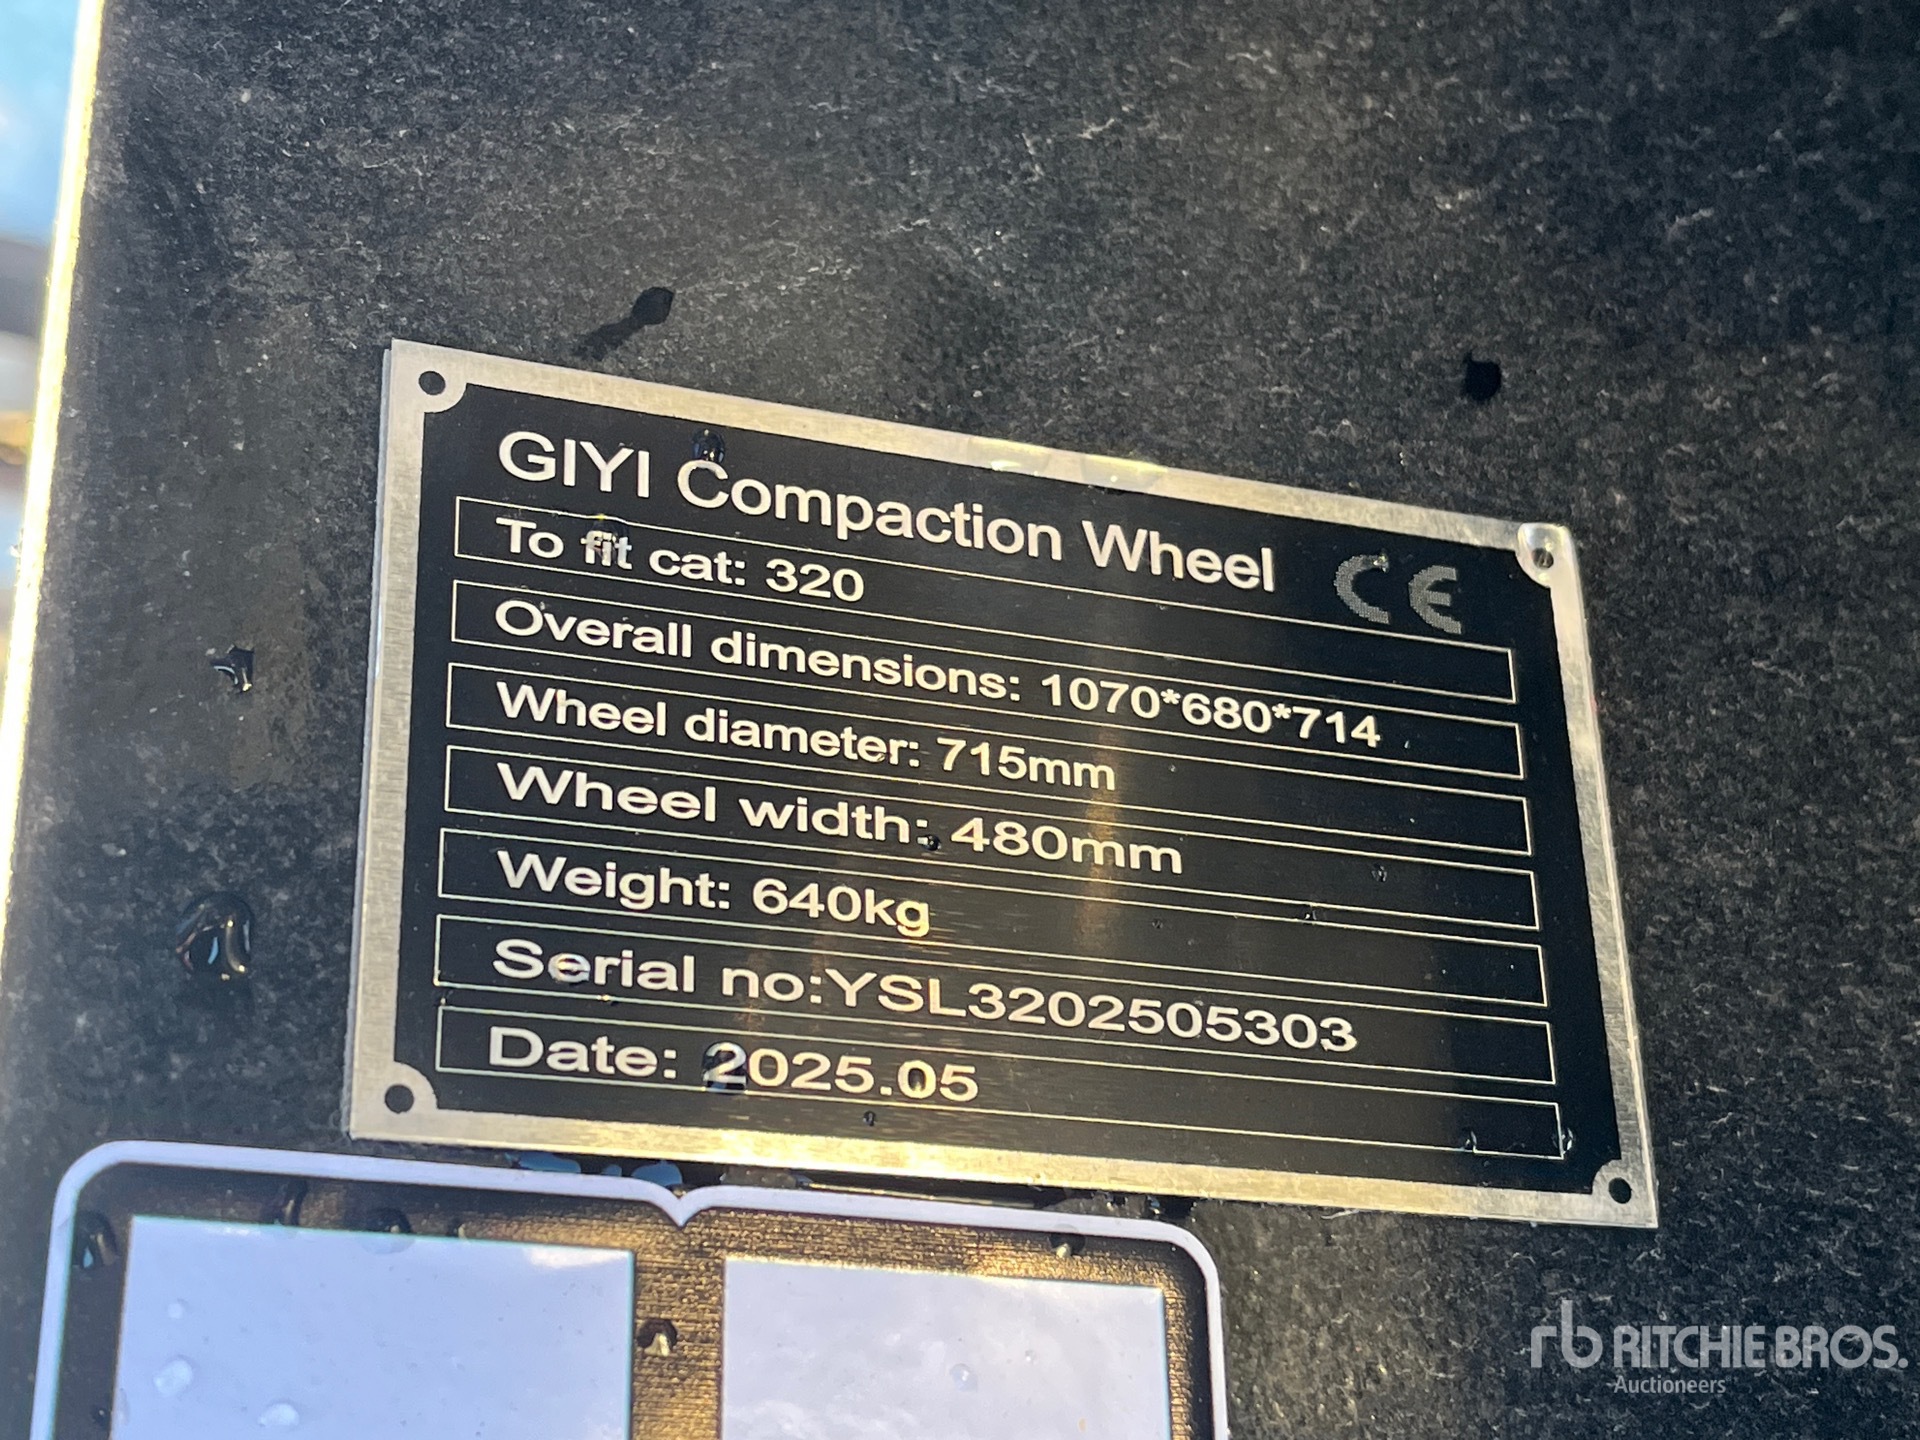 GIYI Compaction Wheel
CE
To fit cat: 320
Overall dimensions: 1070*680*714
Wheel diameter: 715mm
Wheel width: 480mm
Weight: 640kg
Serial no:YSL3202505303
Date: 2025.05
rb RITCHIE BROS.
Auctioneers